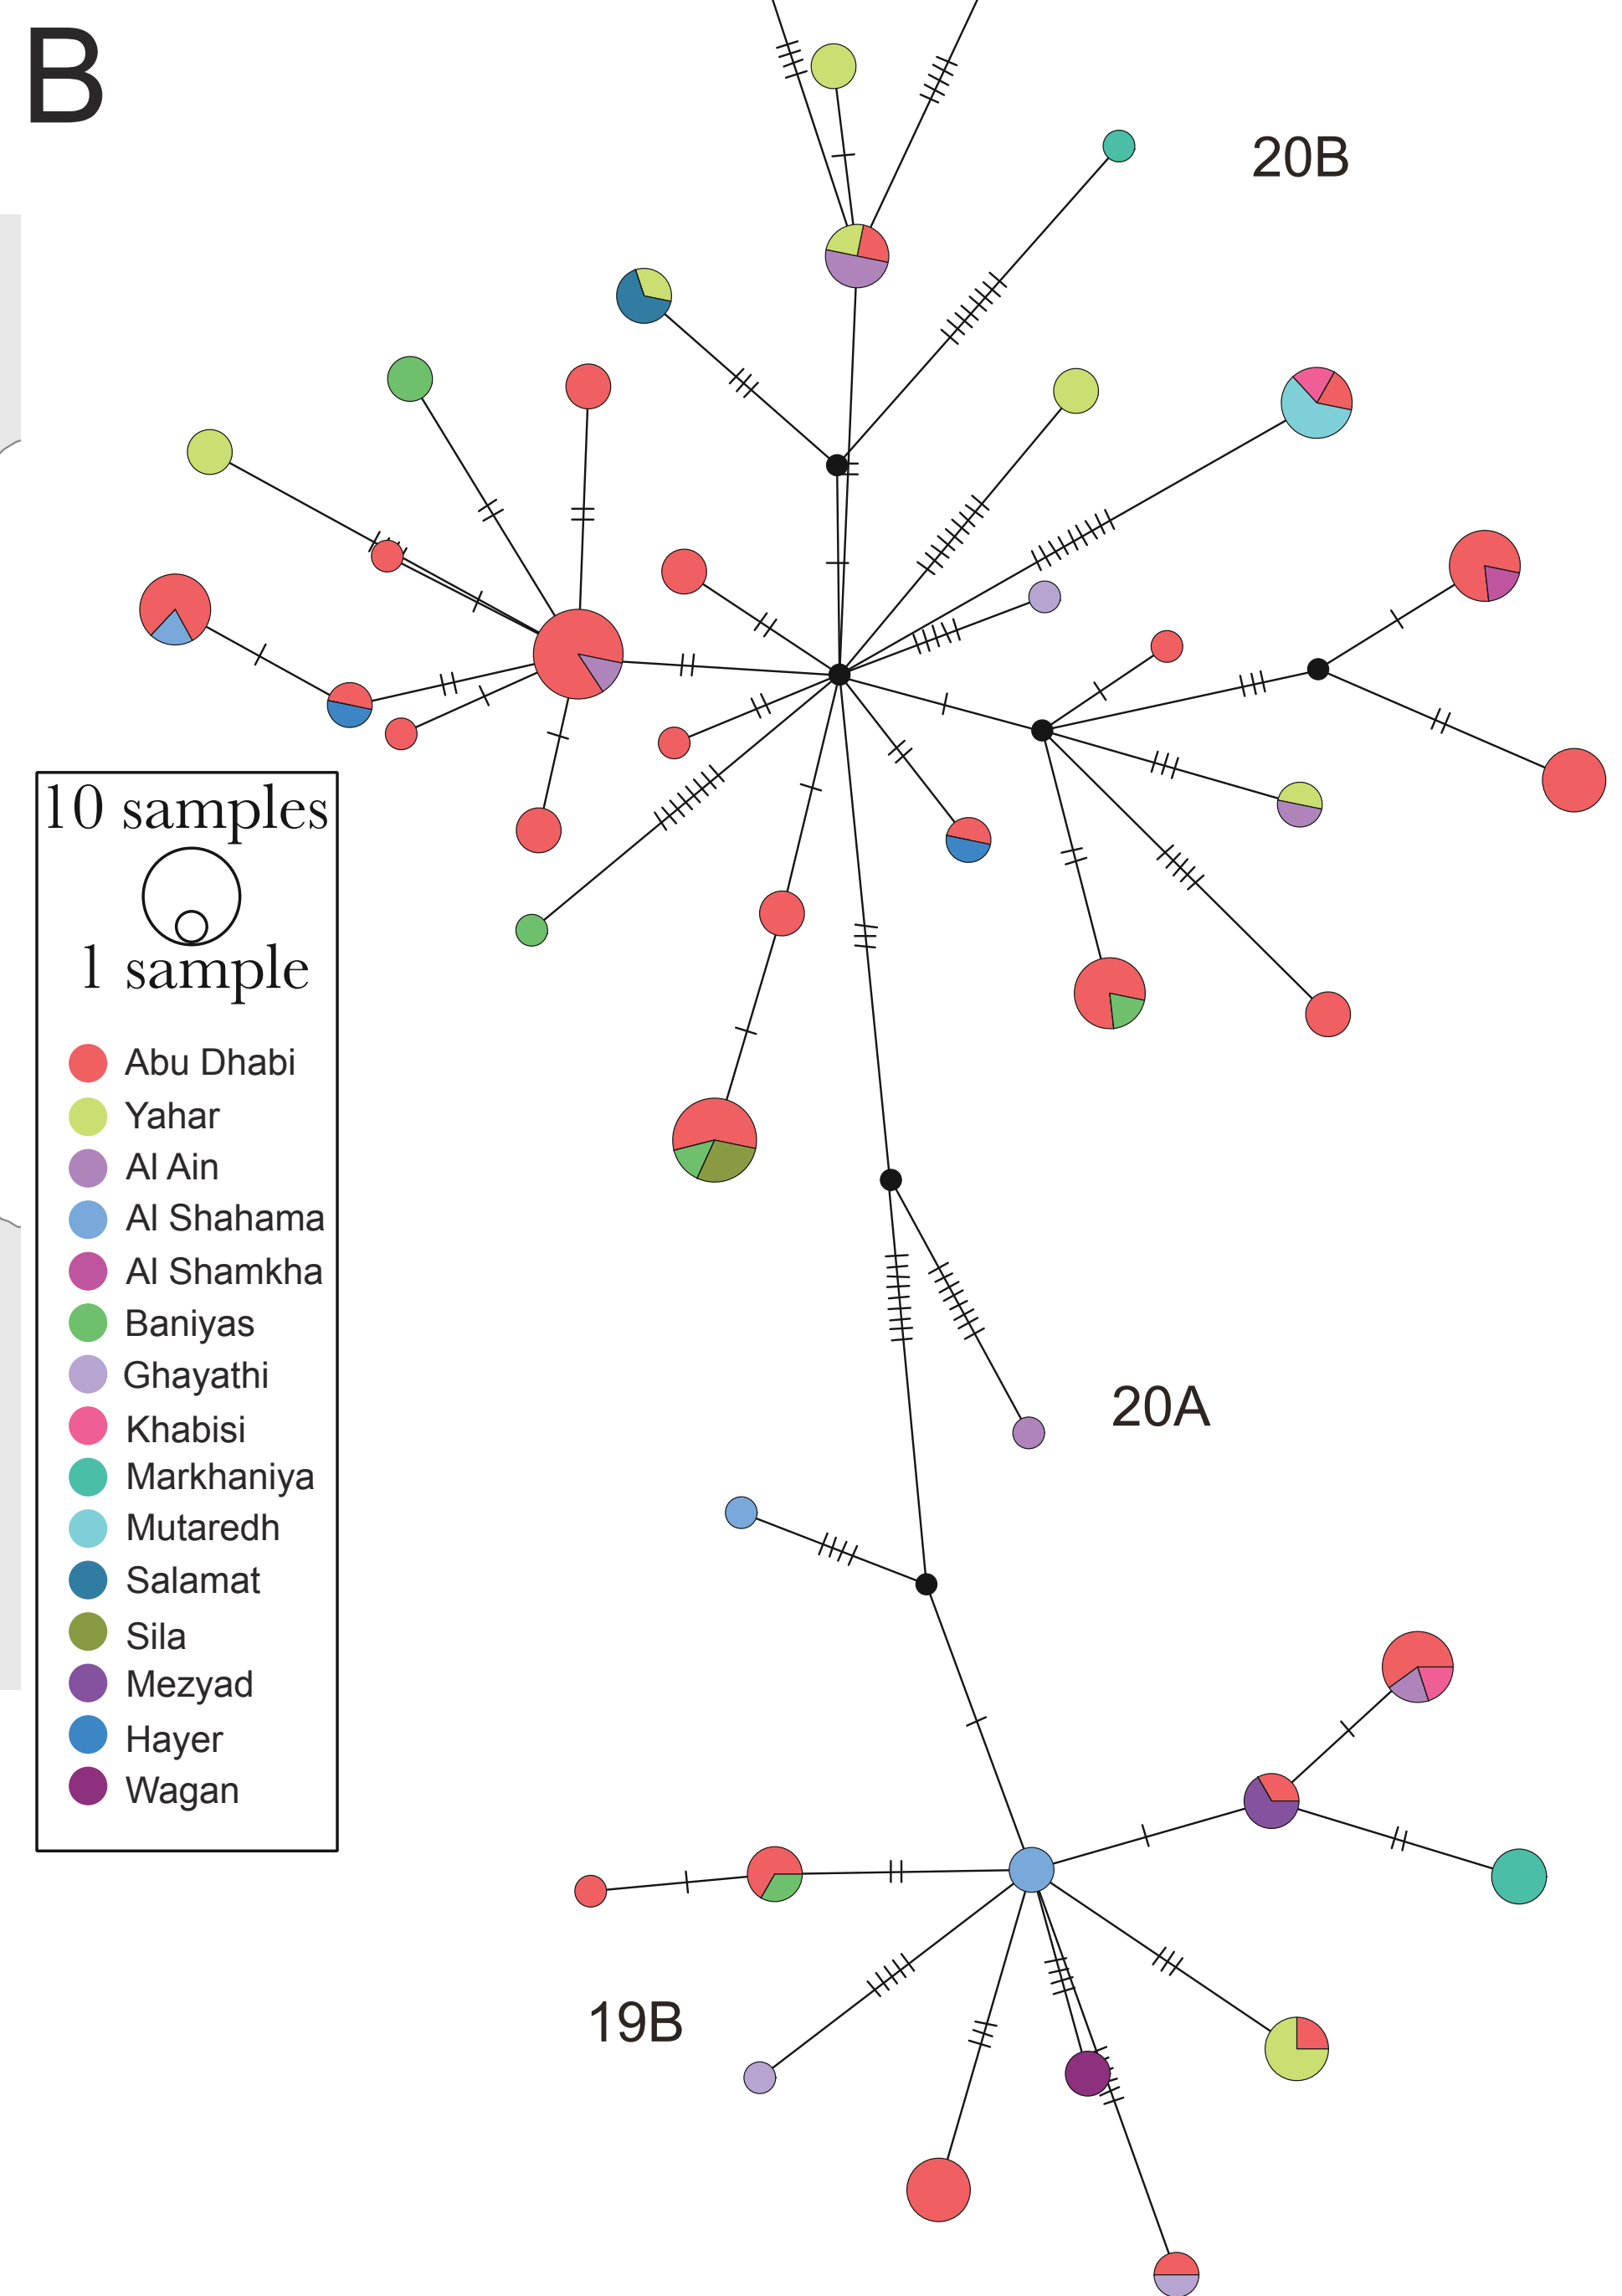 B
20B
10 samples
1 sample
Abu Dhabi
Yahar
Al Ain
Al Shahama
Al Shamkha
Baniyas
Ghayathi
Khabisi
Markhaniya
Mutaredh
Salamat
Sila
Mezyad
Hayer
Wagan
20A
19B